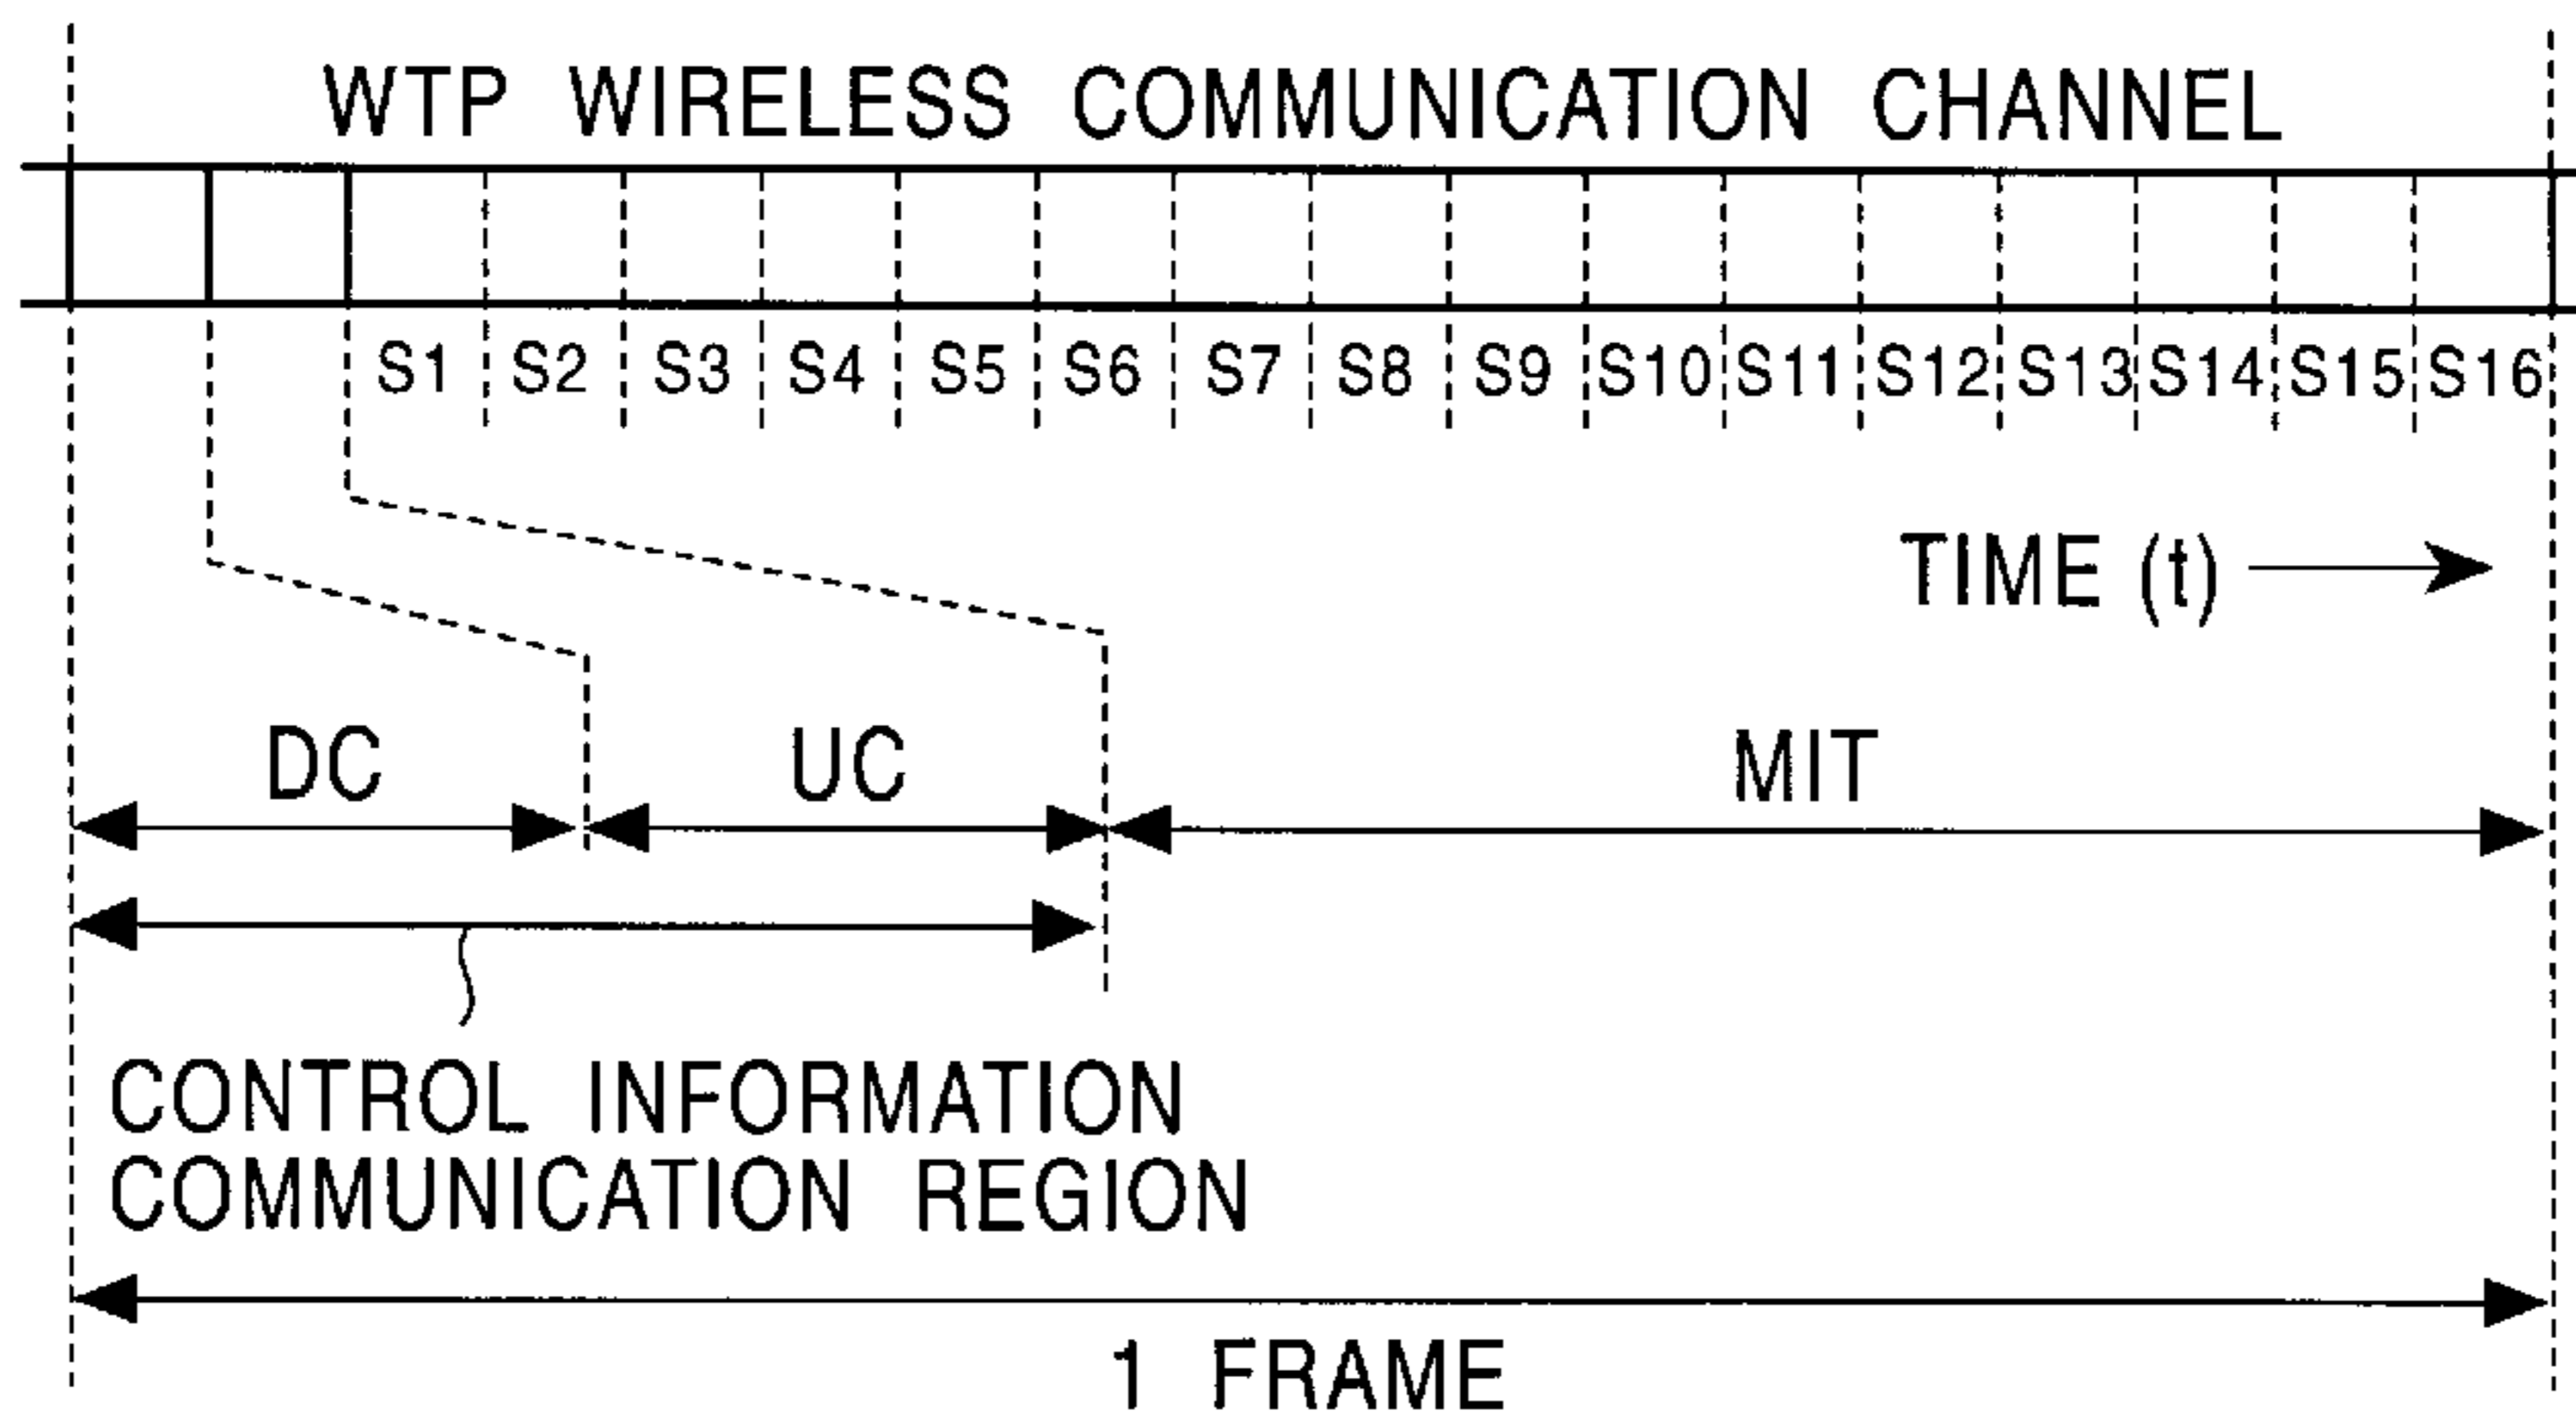 WTP WIRELESS COMMUNICATION CHANNEL
S1 S2 S3 S4 S5 S6 S7 S8 S9 S10 S11 S12 S13 S14 S15 S16
TIME (t)
DC UC MIT
CONTROL INFORMATION
COMMUNICATION REGION
1 FRAME